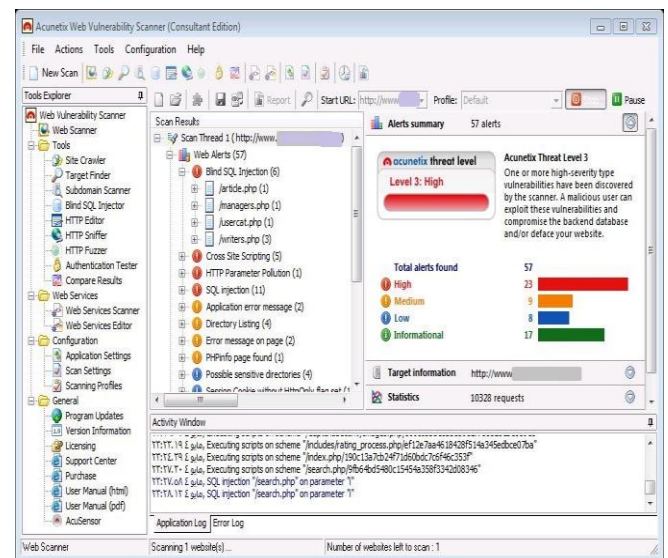 Acunetix Web Vulnerability Scanner (Consultant Edition)
File Actions Tools Configuration Help
New Scan
Tools Explorer
Web Vulnerability Scanner
Web Scanner
Tools
Site Crawler
Target Finder
Subdomain Scanner
Blind SQL Injector
HTTP Editor
HTTP Sniffer
HTTP Fuzzer
Authentication Tester
Compare Results
Web Services
Web Services Scanner
Web Services Editor
Configuration
Application Settings
Scan Settings
Scanning Profiles
General
Program Updates
Version Information
Licensing
Support Center
Purchase
User Manual (html)
User Manual (pdf)
AcuSensor
Report Start URL: http://www Profile: Default Pause
Scan Results
Scan Thread 1 ( http://www. )
Web Alerts (57)
Blind SQL Injection (6)
/article.php (1)
/managers.php (1)
/usercat.php (1)
/writers.php (3)
Cross Site Scripting (5)
HTTP Parameter Pollution (1)
SQL injection (11)
Application error message (2)
Directory Listing (4)
Error message on page (2)
PHPinfo page found (1)
Possible sensitive directories (4)
Session Cookie without HttpOnly flag set (1
Alerts summary 57 alerts
acunetix threat level
Level 3: High
Acunetix Threat Level 3
One or more high-severity type
vulnerabilities have been discovered
by the scanner. A malicious user can
exploit these vulnerabilities and
compromise the backend database
and/or deface your website.
Total alerts found 57
High 23
Medium 9
Low 8
Informational 17
Target information http://www
Statistics 10328 requests
Activity Window
Executing scripts on scheme "/includes/rating_process.php/
Executing scripts on scheme "/index.php/
Executing scripts on scheme "/search.php/
SQL injection "/search.php" on parameter
SQL injection "/search.php" on parameter
Application Log Error Log
Web Scanner Scanning 1 website(s) ... Number of websites left to scan : 1